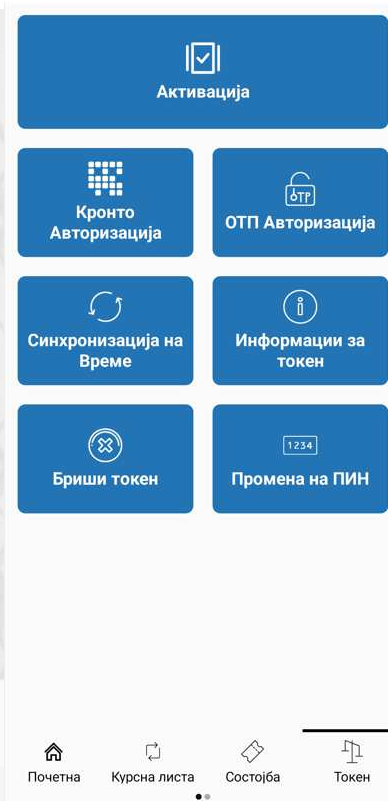 Активација
Кронто
Авторизација
ОТР
ОТП Авторизација
Синхронизација на
Време
Информации за
токен
Бриши токен
1234
Промена на ПИН
Почетна
Курсна листа
Состојба
Токен